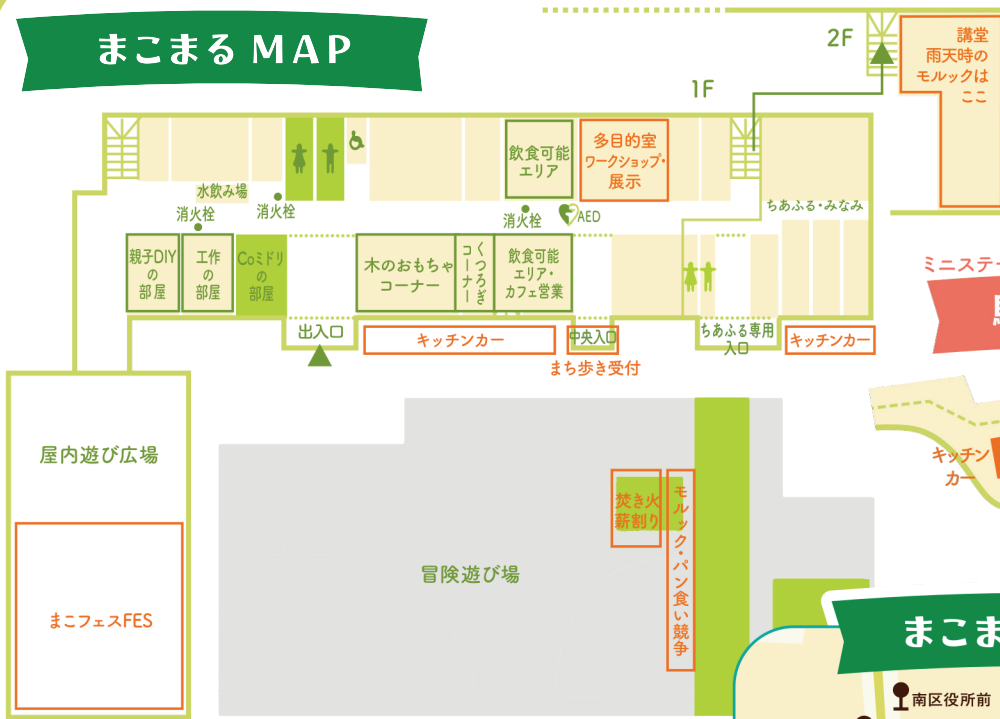 まこまる MAP
2F
1F
講堂
雨天時の
モルックは
ここ
飲食可能
エリア
多目的室
ワークショップ・
展示
水飲み場
消火栓
消火栓
消火栓
AED
ちあふる・みなみ
親子DIY
の
部屋
工作
の
部屋
Coミドリ
の
部屋
木のおもちゃ
コーナー
くつろぎ
コーナー
飲食可能
エリア・
カフェ営業
出入口
キッチンカー
中央入口
まち歩き受付
ちあふる専用
入口
キッチンカー
ミニステー
屋内遊び広場
まこフェスFES
冒険遊び場
焚き火
薪割り
モルック・パン食い競争
キッチン
カー
まこま
南区役所前